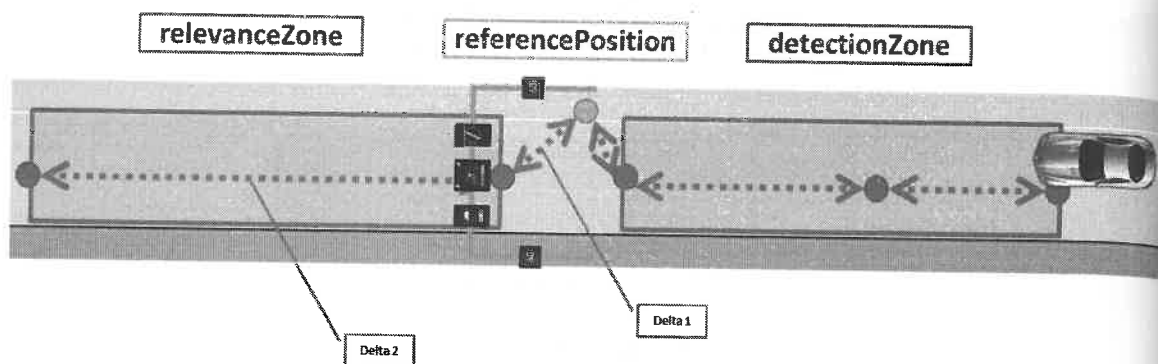 relevanceZone
referencePosition
detectionZone
Delta 1
Delta 2